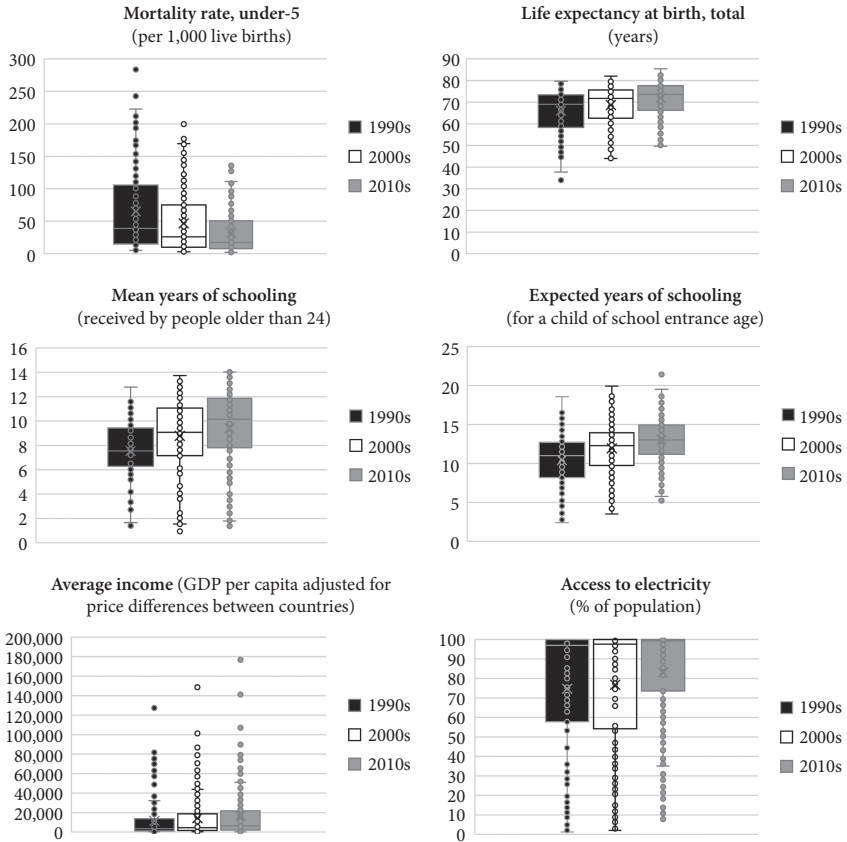 Mortality rate, under-5
(per 1,000 live births)
300
250
200
150
100
50
0
1990s
2000s
2010s
Life expectancy at birth, total
(years)
90
80
70
60
50
40
30
20
10
0
1990s
2000s
2010s
Mean years of schooling
(received by people older than 24)
16
14
12
10
8
6
4
2
0
1990s
2000s
2010s
Expected years of schooling
(for a child of school entrance age)
25
20
15
10
5
0
1990s
2000s
2010s
Average income (GDP per capita adjusted for
price differences between countries)
200,000
180,000
160,000
140,000
120,000
100,000
80,000
60,000
40,000
20,000
0
1990s
2000s
2010s
Access to electricity
(% of population)
100
90
80
70
60
50
40
30
20
10
0
1990s
2000s
2010s